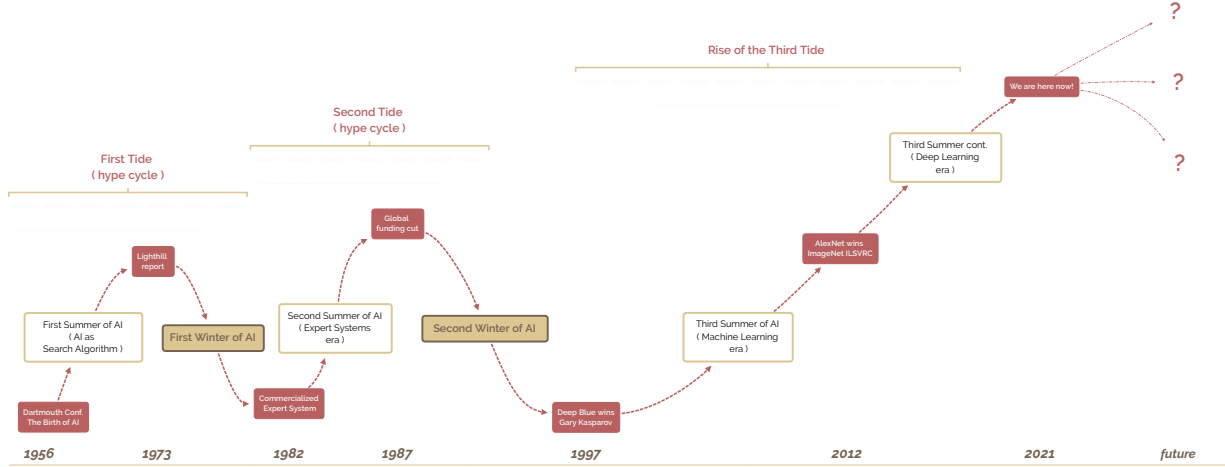 ?
Rise of the Third Tide
?
We are here now!
Second Tide
( hype cycle )
Third Summer cont.
( Deep Learning
era )
?
First Tide
( hype cycle )
Global
funding cut
AlexNet wins
ImageNet ILSVRC
Lighthill
report
First Summer of AI
( AI as
Search Algorithm )
First Winter of AI
Second Summer of AI
( Expert Systems
era )
Second Winter of AI
Third Summer of AI
( Machine Learning
era )
Dartmouth Conf.
The Birth of AI
Commercialized
Expert System
Deep Blue wins
Gary Kasparov
1956
1973
1982
1987
1997
2012
2021
future